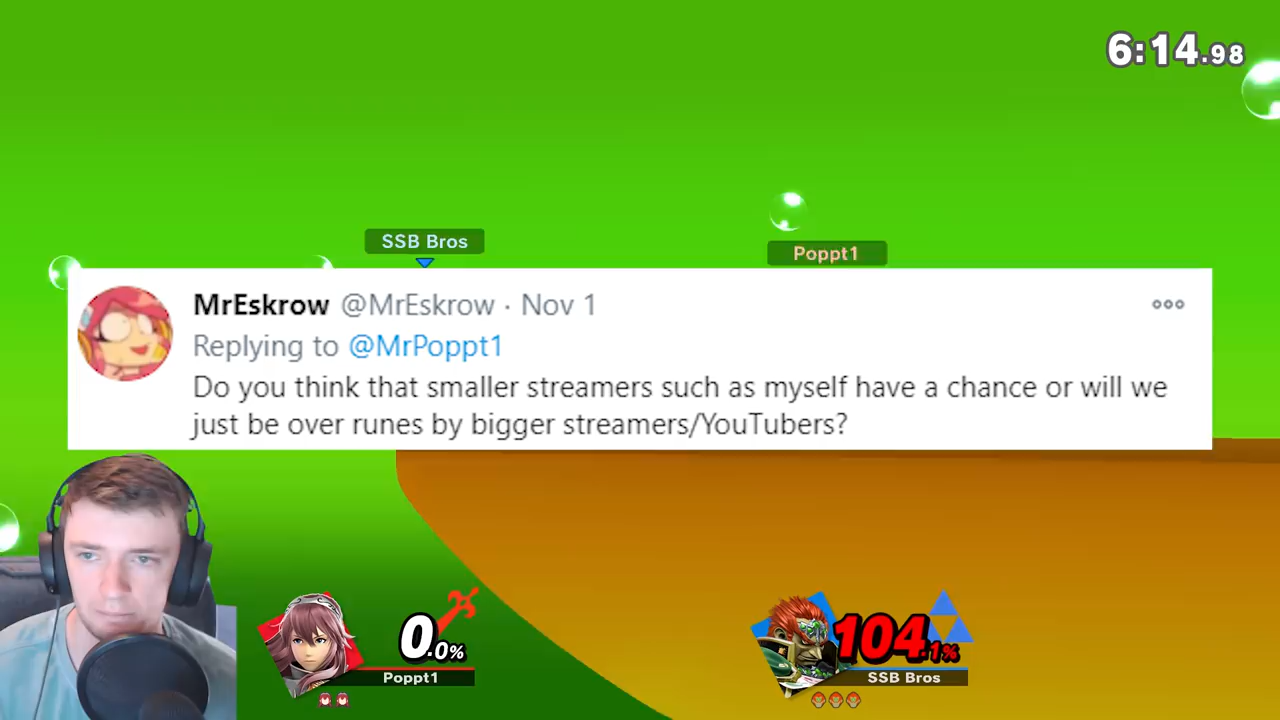 6:14.98
SSB Bros
Poppt1
MrEskrow @MrEskrow · Nov 1
Replying to @MrPoppt1
Do you think that smaller streamers such as myself have a chance or will we
just be over runes by bigger streamers/YouTubers?
0.0%
Poppt1
104.1%
SSB Bros